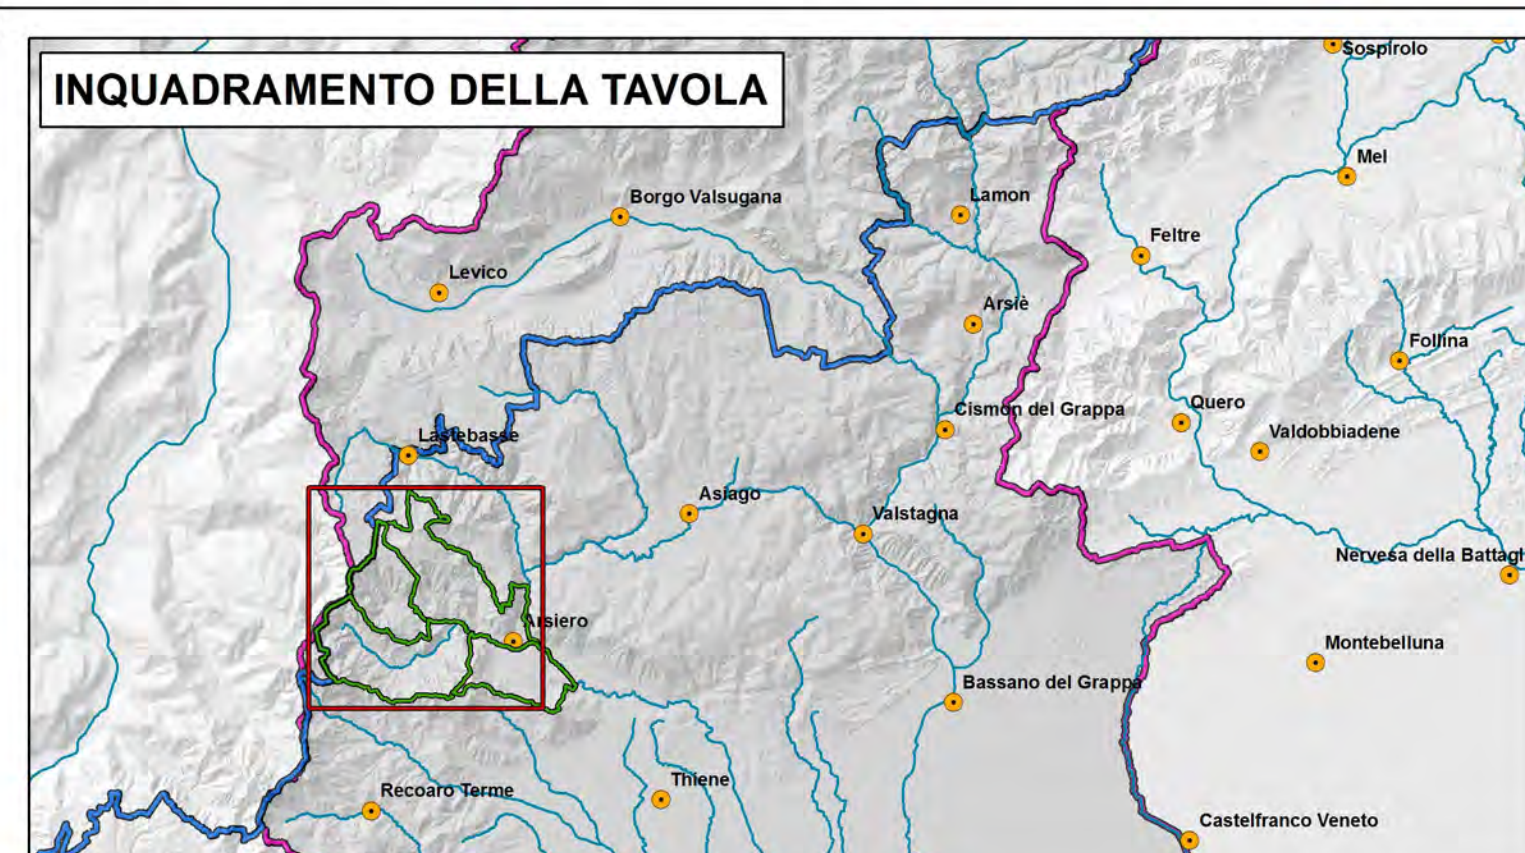 INQUADRAMENTO DELLA TAVOLA
Sospirolo
Mel
Borgo Valsugana
Lamon
Feltre
Levico
Arsiè
Follina
Quero
Cismon del Grappa
Valdobbiadene
Lastebasse
Asiago
Valstagna
Nervesa della Battagl
Arsiero
Montebelluna
Bassano del Grappa
Thiene
Recoaro Terme
Castelfranco Veneto